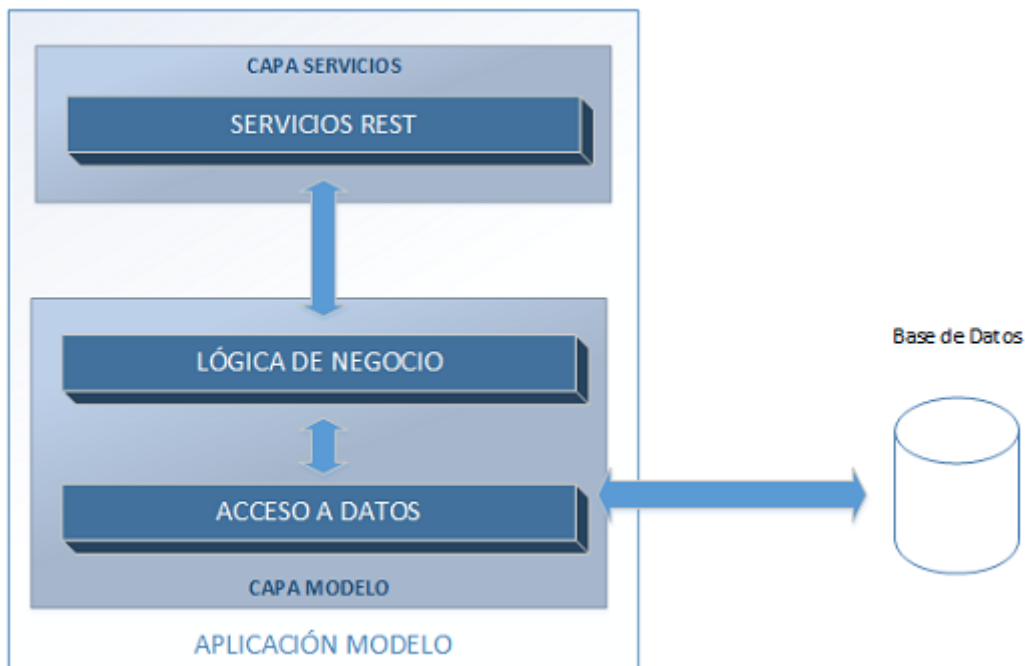 CAPA SERVICIOS
SERVICIOS REST
LÓGICA DE NEGOCIO
Base de Datos
ACCESO A DATOS
CAPA MODELO
APLICACIÓN MODELO